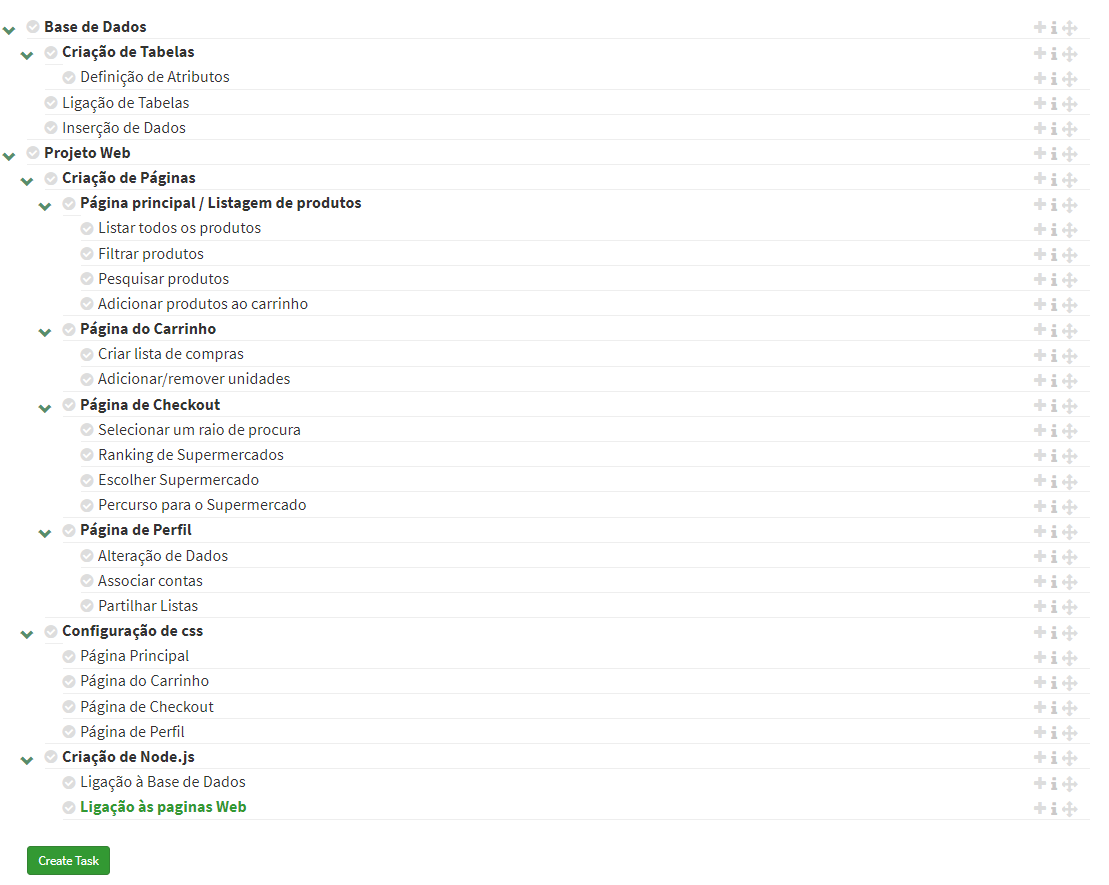 Base de Dados
Criação de Tabelas
Definição de Atributos
Ligação de Tabelas
Inserção de Dados
Projeto Web
Criação de Páginas
Página principal / Listagem de produtos
Listar todos os produtos
Filtrar produtos
Pesquisar produtos
Adicionar produtos ao carrinho
Página do Carrinho
Criar lista de compras
Adicionar/remover unidades
Página de Checkout
Selecionar um raio de procura
Ranking de Supermercados
Escolher Supermercado
Percurso para o Supermercado
Página de Perfil
Alteração de Dados
Associar contas
Partilhar Listas
Configuração de css
Página Principal
Página do Carrinho
Página de Checkout
Página de Perfil
Criação de Node.js
Ligação à Base de Dados
Ligação às paginas Web
Create Task